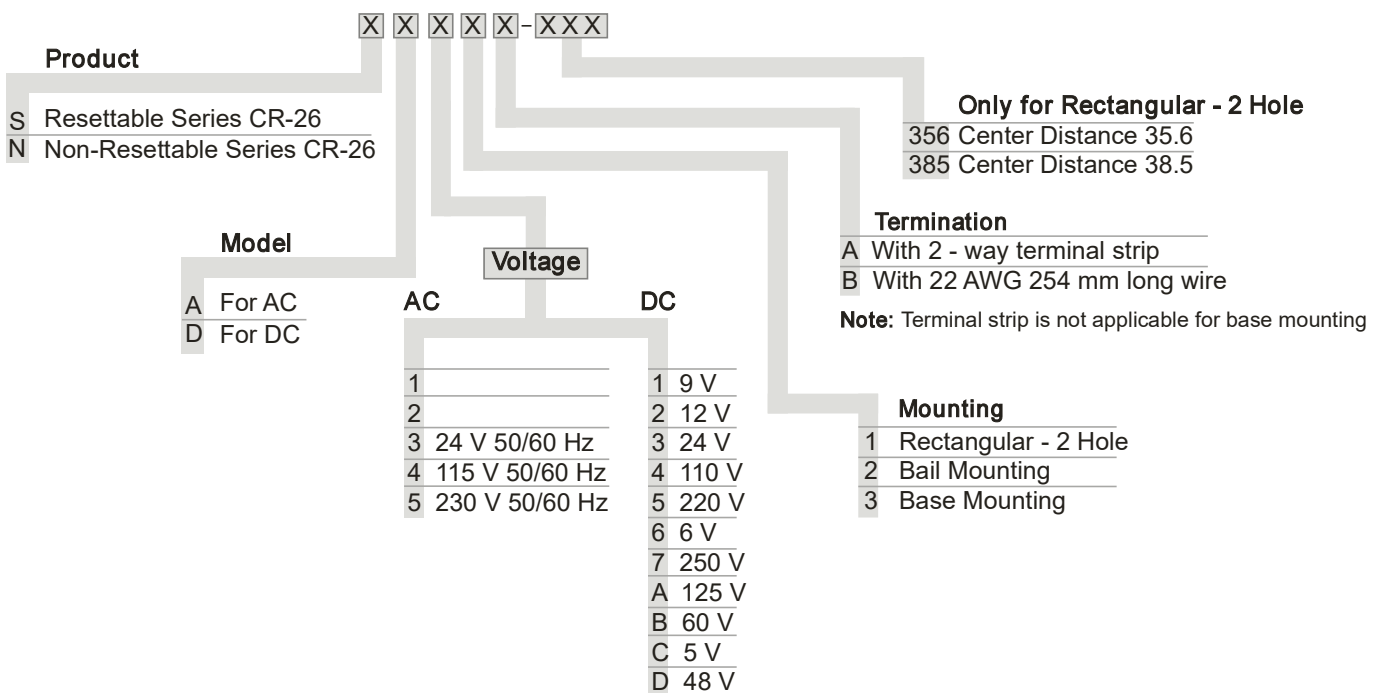 X X X X X - X X X
Product
S Resettable Series CR-26
N Non-Resettable Series CR-26
Only for Rectangular - 2 Hole
356 Center Distance 35.6
385 Center Distance 38.5
Termination
A With 2 - way terminal strip
B With 22 AWG 254 mm long wire
Note: Terminal strip is not applicable for base mounting
Model
A For AC
D For DC
Voltage
AC
1
2
3 24 V 50/60 Hz
4 115 V 50/60 Hz
5 230 V 50/60 Hz
DC
1 9 V
2 12 V
3 24 V
4 110 V
5 220 V
6 6 V
7 250 V
A 125 V
B 60 V
C 5 V
D 48 V
Mounting
1 Rectangular - 2 Hole
2 Bail Mounting
3 Base Mounting